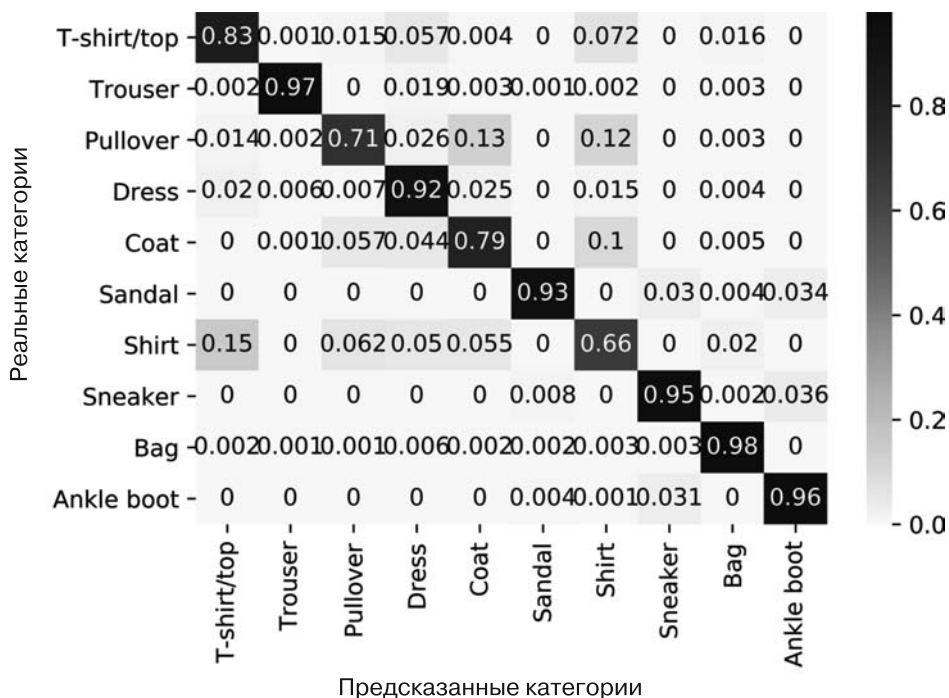 Реальные категории
T-shirt/top 0.83 0.001 0.015 0.057 0.004 0 0.072 0 0.016 0
Trouser 0.002 0.97 0 0.019 0.003 0.001 0.002 0 0.003 0
Pullover 0.014 0.002 0.71 0.026 0.13 0 0.12 0 0.003 0
Dress 0.02 0.006 0.007 0.92 0.025 0 0.015 0 0.004 0
Coat 0 0.001 0.057 0.044 0.79 0 0.1 0 0.005 0
Sandal 0 0 0 0 0 0.93 0 0.03 0.004 0.034
Shirt 0.15 0 0.062 0.05 0.055 0 0.66 0 0.02 0
Sneaker 0 0 0 0 0 0.008 0 0.95 0.002 0.036
Bag 0.002 0.001 0.001 0.006 0.002 0.002 0.003 0.003 0.98 0
Ankle boot 0 0 0 0 0 0.004 0.001 0.031 0 0.96
T-shirt/top Trouser Pullover Dress Coat Sandal Shirt Sneaker Bag Ankle boot
Предсказанные категории
0.8
0.6
0.4
0.2
0.0